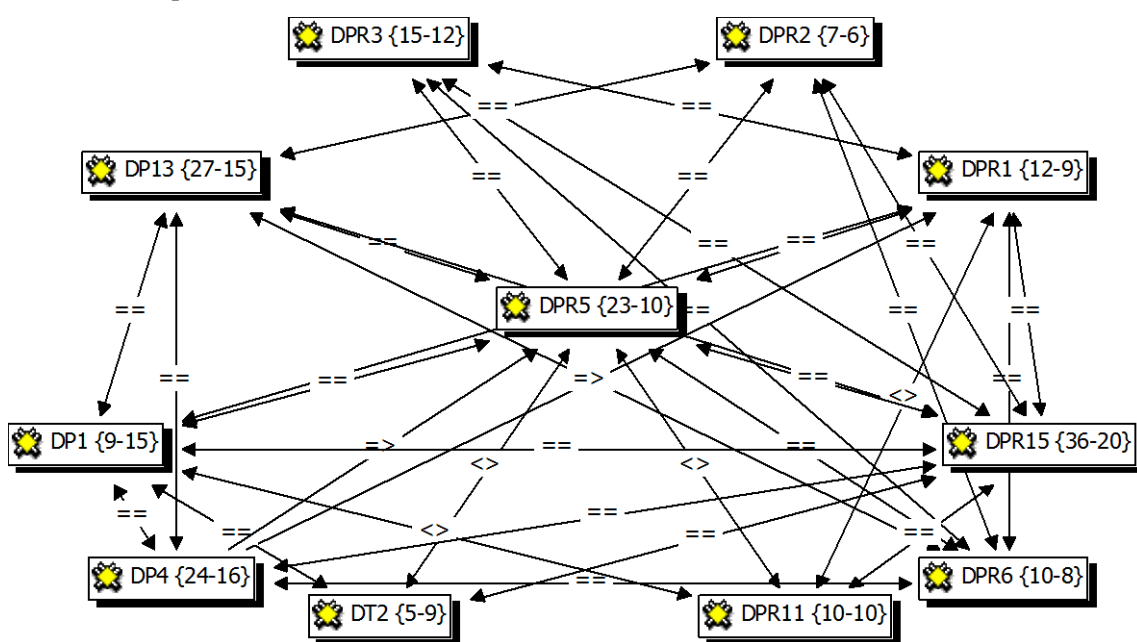 DPR3 {15-12}
DPR2 {7-6}
==
==
DP13 {27-15}
DPR1 {12-9}
==
==
==
==
==
==
DPR5 {23-10}
==
==
==
==
==
==
=>
==
==
<>
DP1 {9-15}
=>
==
==
DPR15 {36-20}
<>
<>
==
==
<>
==
==
==
DP4 {24-16}
==
DPR6 {10-8}
DT2 {5-9}
DPR11 {10-10}